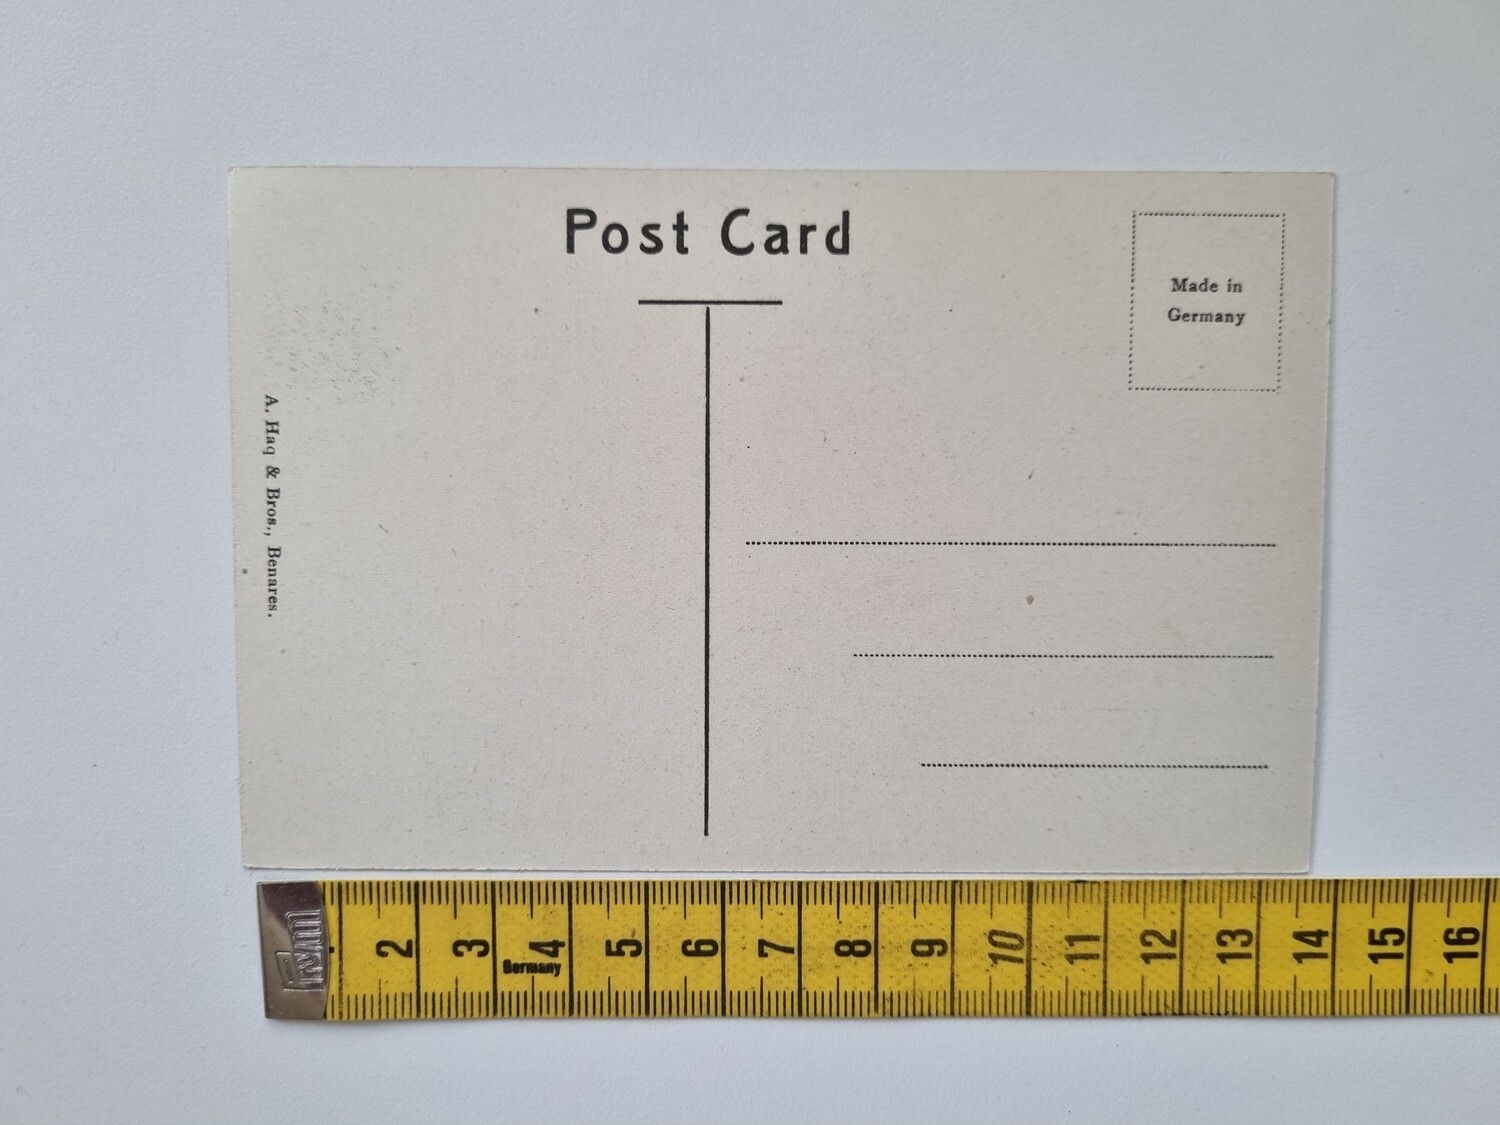 Post Card
Made in
Germany
A. Haq & Bros., Benares.
2 3 4 5 6 7 8 9 10 11 12 13 14 15 16
Germany